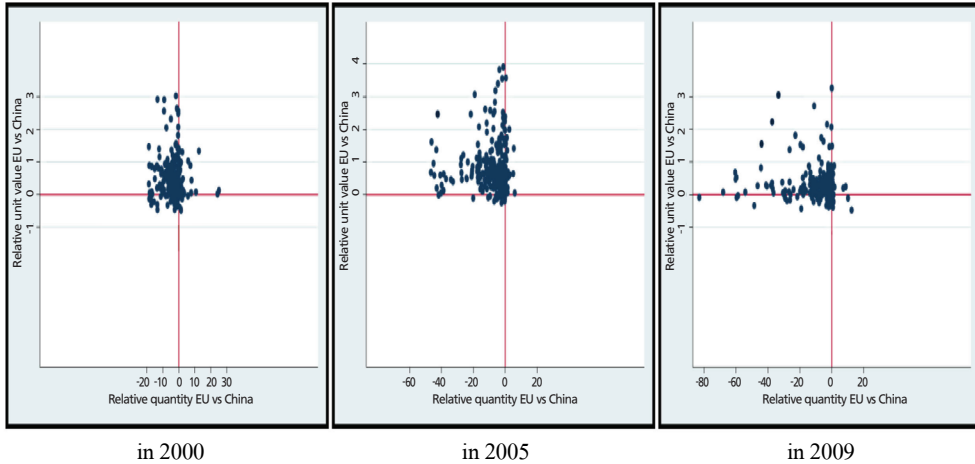 Relative unit value EU vs China
3
2
1
0
-1
-20 -10 0 10 20 30
Relative quantity EU vs China
in 2000
Relative unit value EU vs China
4
3
2
1
0
-60 -40 -20 0 20
Relative quantity EU vs China
in 2005
Relative unit value EU vs China
3
2
1
0
-1
-80 -60 -40 -20 0 20
Relative quantity EU vs China
in 2009